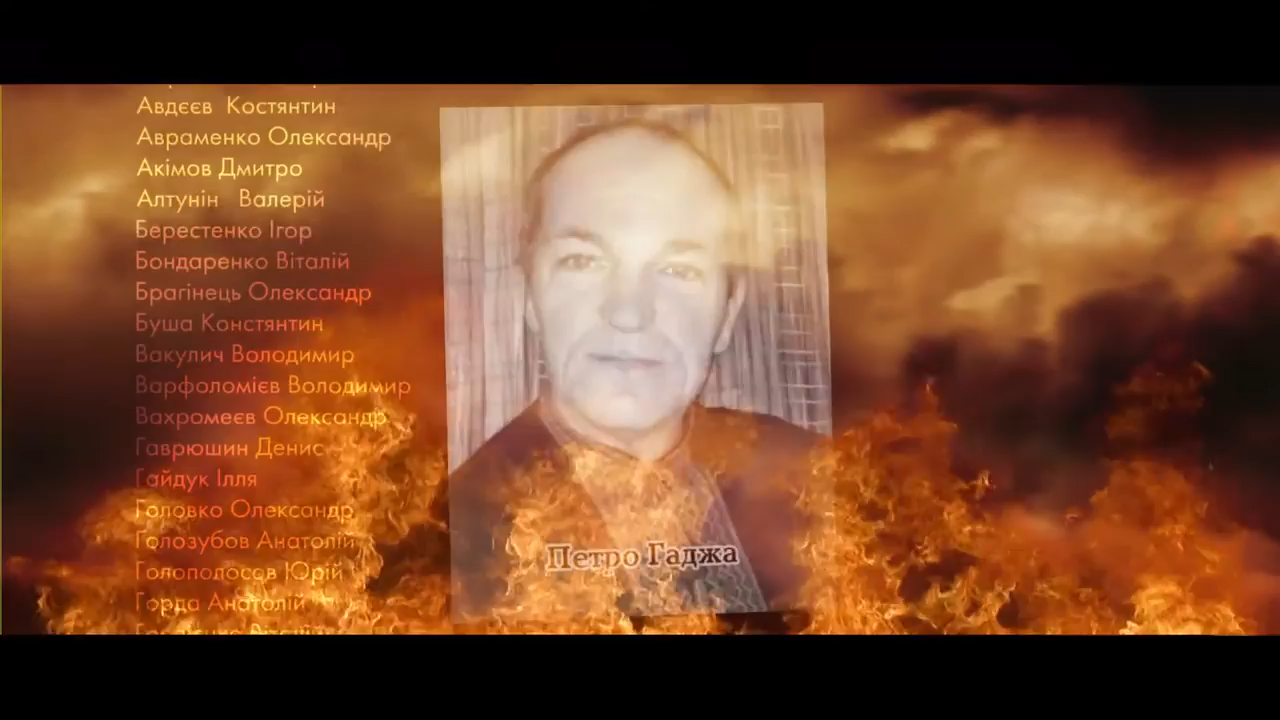 Авдєєв Костянтин
Авраменко Олександр
Акімов Дмитро
Алтунін Валерій
Берестенко Ігор
Бондаренко Віталій
Брагінець Олександр
Буша Констянтин
Вакулич Володимир
Варфоломієв Володимир
Вахромеєв Олександр
Гаврюшин Денис
Гайдук Ілля
Головко Олександр
Голозубов Анатолій
Голополосов Юрій
Горда Анатолій
Петро Гаджа